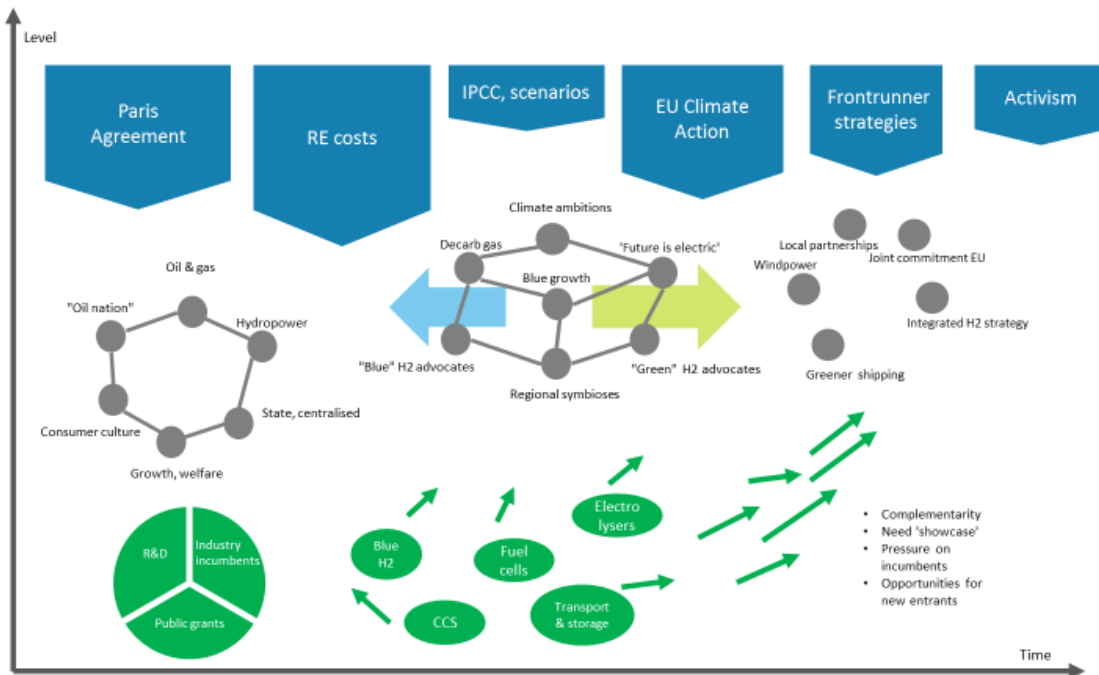 Level
Paris
Agreement
RE costs
IPCC, scenarios
EU Climate
Action
Frontrunner
strategies
Activism
Climate ambitions
Decarb gas
'Future is electric'
Blue growth
"Blue" H2 advocates
"Green" H2 advocates
Regional symbioses
Local partnerships
Joint commitment EU
Windpower
Integrated H2 strategy
Greener shipping
Oil & gas
"Oil nation"
Hydropower
Consumer culture
State, centralised
Growth, welfare
R&D
Industry
incumbents
Public grants
Blue
H2
CCS
Fuel
cells
Electro
lysers
Transport
& storage
• Complementarity
• Need 'showcase'
• Pressure on
incumbents
• Opportunities for
new entrants
Time